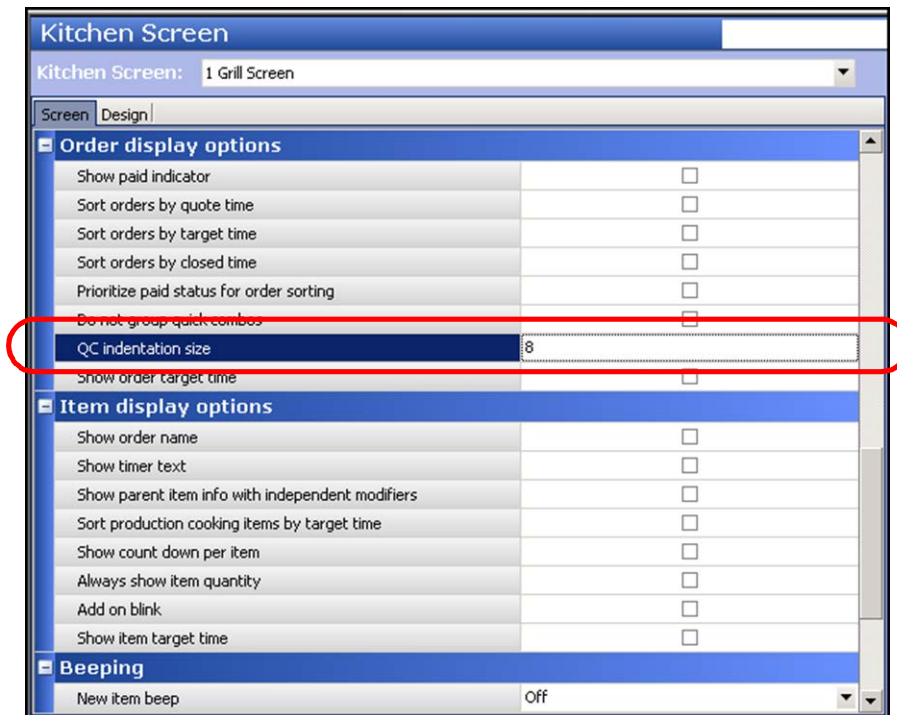 Kitchen Screen
Kitchen Screen: 1 Grill Screen
Screen Design
Order display options
Show paid indicator
Sort orders by quote time
Sort orders by target time
Sort orders by closed time
Prioritize paid status for order sorting
Do not group quick combos
QC indentation size 8
Show order target time
Item display options
Show order name
Show timer text
Show parent item info with independent modifiers
Sort production cooking items by target time
Show count down per item
Always show item quantity
Add on blink
Show item target time
Beeping
New item beep Off